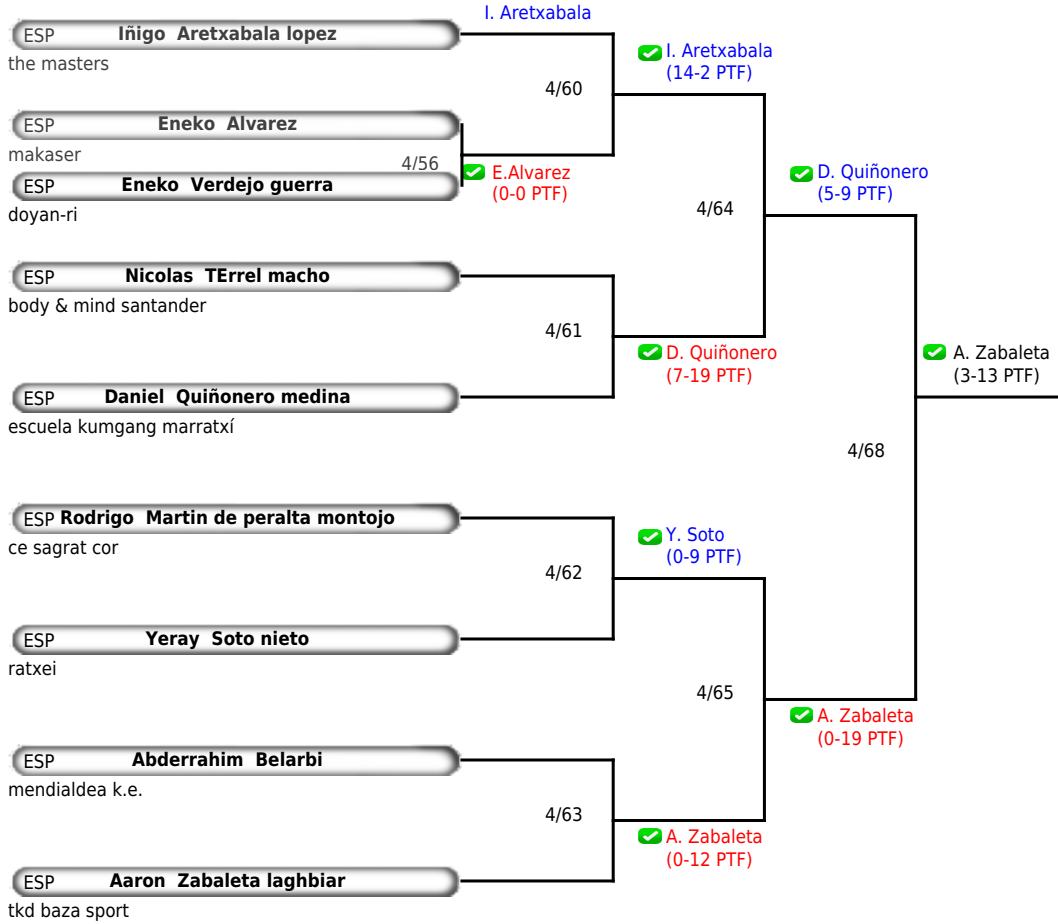 I. Aretxabala
ESP Iñigo Aretxabala lopez
the masters
I. Aretxabala
(14-2 PTF)
4/60
ESP Eneko Alvarez
makaser
4/56
E.Alvarez
(0-0 PTF)
ESP Eneko Verdejo guerra
doyan-ri
D. Quiñonero
(5-9 PTF)
4/64
ESP Nicolas TErrel macho
body & mind santander
4/61
D. Quiñonero
(7-19 PTF)
A. Zabaleta
(3-13 PTF)
ESP Daniel Quiñonero medina
escuela kumgang marratxí
4/68
ESP Rodrigo Martin de peralta montojo
ce sagrat cor
Y. Soto
(0-9 PTF)
4/62
ESP Yeray Soto nieto
ratxei
4/65
A. Zabaleta
(0-19 PTF)
ESP Abderrahim Belarbi
mendialdea k.e.
4/63
A. Zabaleta
(0-12 PTF)
ESP Aaron Zabaleta laghbiar
tkd baza sport